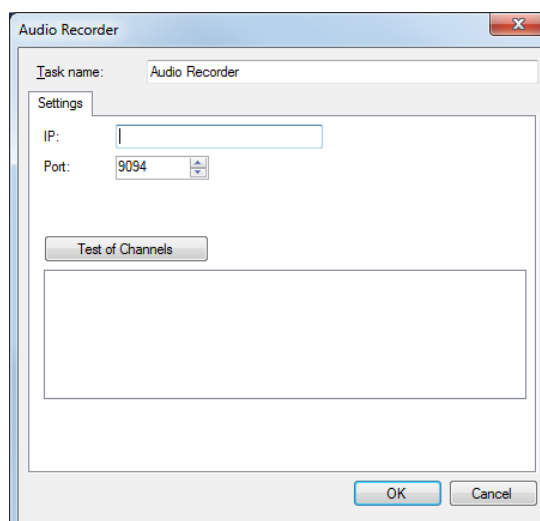 Audio Recorder
Task name: Audio Recorder
Settings
IP:
Port: 9094
Test of Channels
OK Cancel